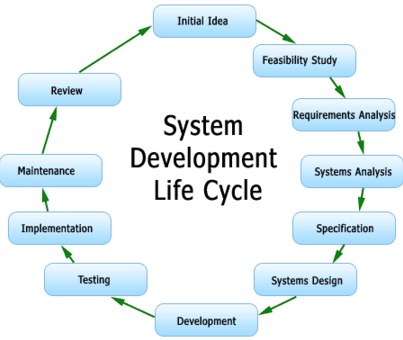 Initial Idea
Feasibility Study
Requirements Analysis
Systems Analysis
Specification
Systems Design
Development
Testing
Implementation
Maintenance
Review
System
Development
Life Cycle